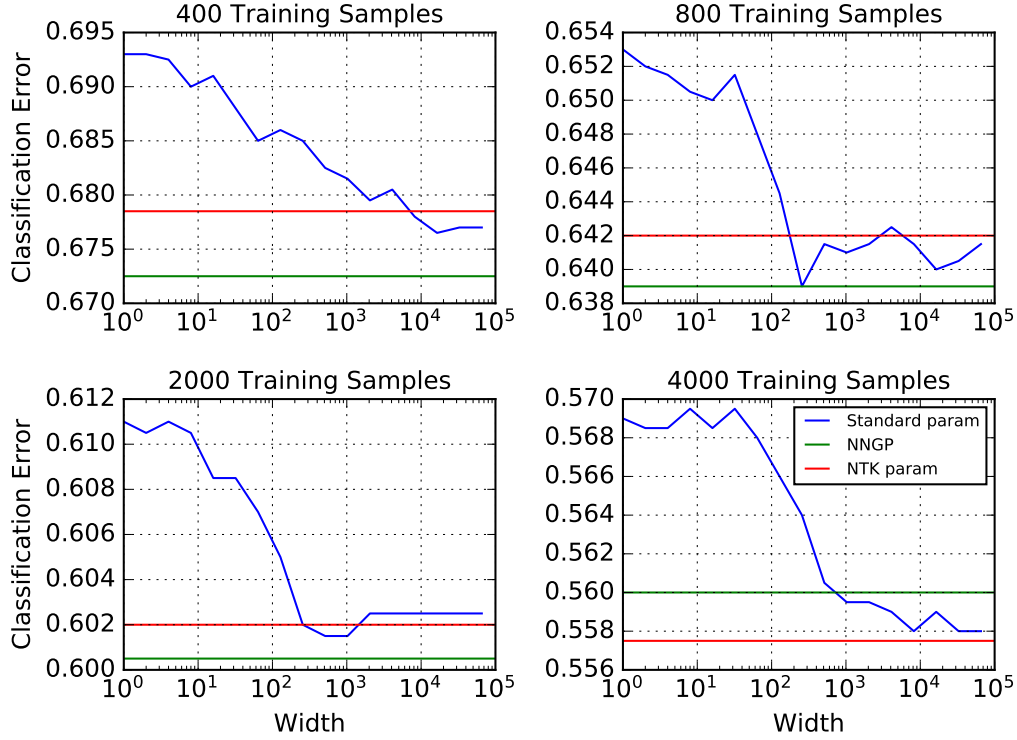 400 Training Samples
800 Training Samples
Classification Error
0.695
0.690
0.685
0.680
0.675
0.670
10^0 10^1 10^2 10^3 10^4 10^5
0.654
0.652
0.650
0.648
0.646
0.644
0.642
0.640
0.638
10^0 10^1 10^2 10^3 10^4 10^5
2000 Training Samples
4000 Training Samples
Classification Error
0.612
0.610
0.608
0.606
0.604
0.602
0.600
10^0 10^1 10^2 10^3 10^4 10^5
Width
0.570
0.568
0.566
0.564
0.562
0.560
0.558
0.556
10^0 10^1 10^2 10^3 10^4 10^5
Width
Standard param
NNGP
NTK param